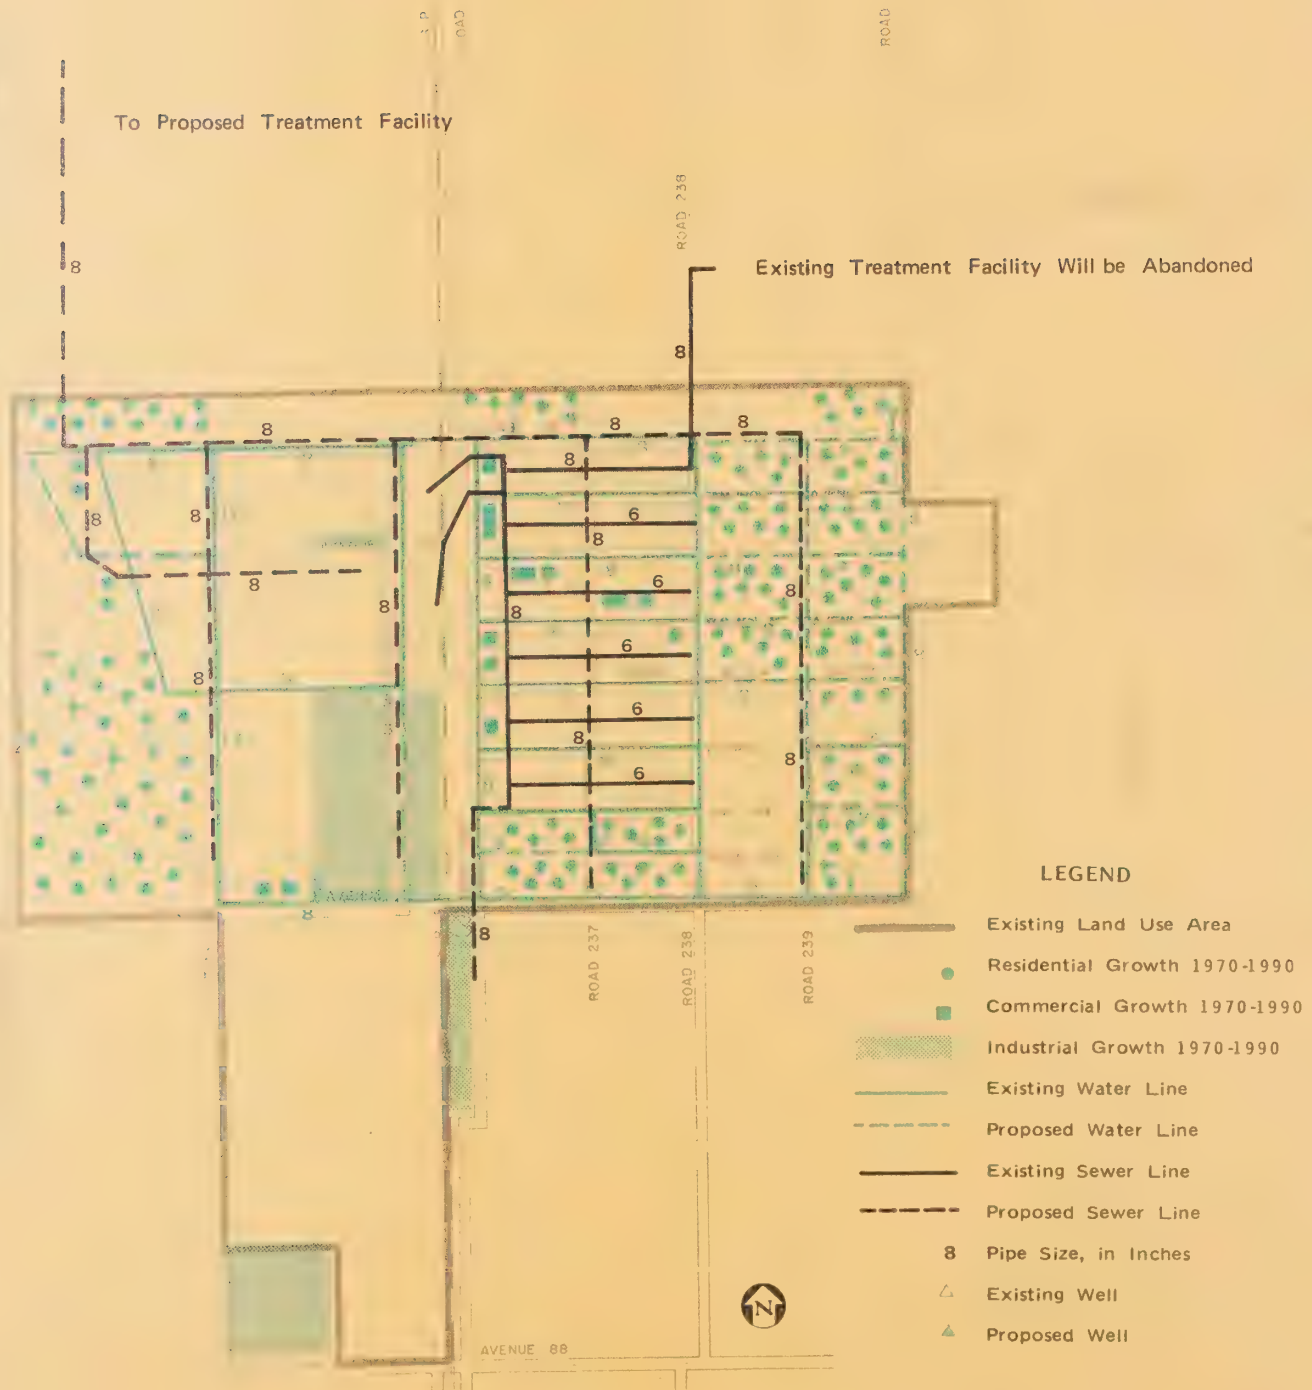 ROAD
To Proposed Treatment Facility
ROAD 238
8
Existing Treatment Facility Will be Abandoned
8
8
8
8
8
8
8
8
6
8
8
6
8
8
8
8
6
8
6
8
8
6
8
8
ROAD 237
ROAD 238
ROAD 239
AVENUE 88
N
LEGEND
Existing Land Use Area
Residential Growth 1970-1990
Commercial Growth 1970-1990
Industrial Growth 1970-1990
Existing Water Line
Proposed Water Line
Existing Sewer Line
Proposed Sewer Line
8 Pipe Size, in Inches
Existing Well
Proposed Well